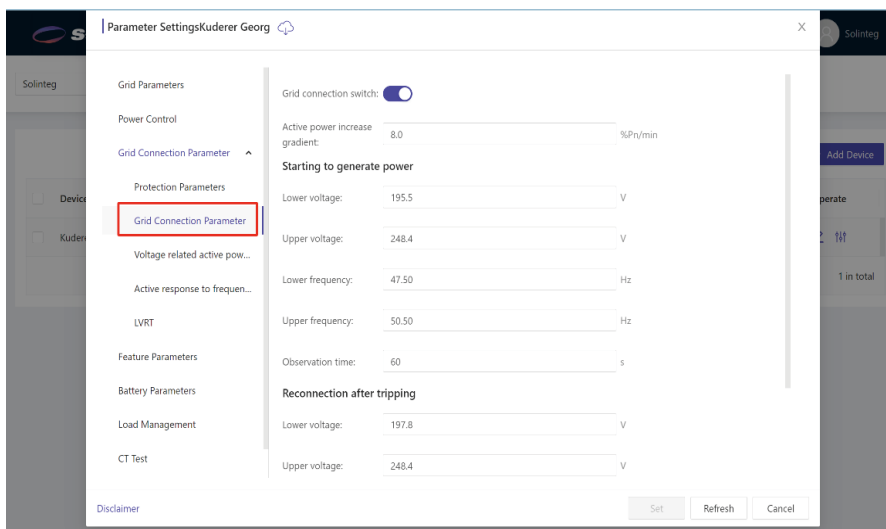 Parameter SettingsKuderer Georg
X
S
Solinteg
Solinteg
Grid Parameters
Power Control
Grid Connection Parameter
Protection Parameters
Grid Connection Parameter
Voltage related active pow...
Active response to frequen...
LVRT
Feature Parameters
Battery Parameters
Load Management
CT Test
Grid connection switch:
Active power increase gradient: 8.0 %Pn/min
Starting to generate power
Lower voltage: 195.5 V
Upper voltage: 248.4 V
Lower frequency: 47.50 Hz
Upper frequency: 50.50 Hz
Observation time: 60 s
Reconnection after tripping
Lower voltage: 197.8 V
Upper voltage: 248.4 V
Add Device
Device
perate
Kudere
1 in total
Disclaimer
Set
Refresh
Cancel